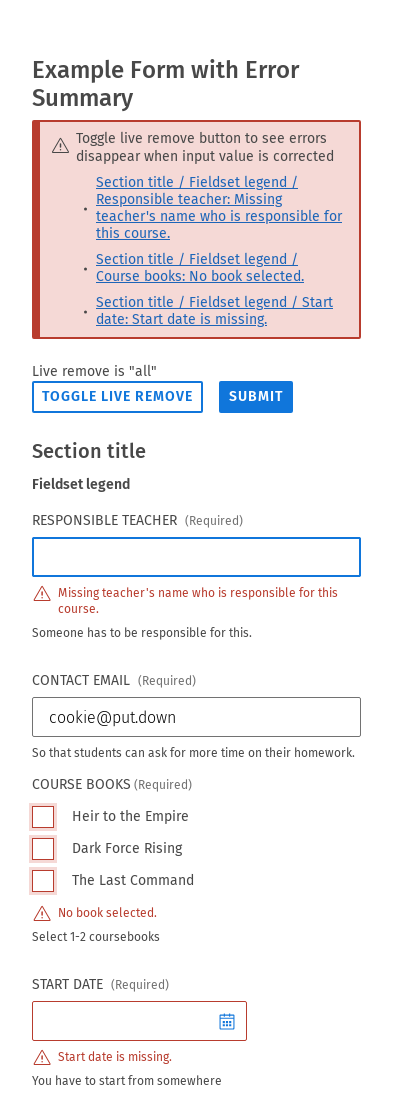 Example Form with Error
Summary
Toggle live remove button to see errors
disappear when input value is corrected
Section title / Fieldset legend /
Responsible teacher: Missing
teacher's name who is responsible for
this course.
Section title / Fieldset legend /
Course books: No book selected.
Section title / Fieldset legend / Start
date: Start date is missing.
Live remove is "all"
TOGGLE LIVE REMOVE SUBMIT
Section title
Fieldset legend
RESPONSIBLE TEACHER (Required)
Missing teacher's name who is responsible for this
course.
Someone has to be responsible for this.
CONTACT EMAIL (Required)
cookie@put.down
So that students can ask for more time on their homework.
COURSE BOOKS (Required)
Heir to the Empire
Dark Force Rising
The Last Command
No book selected.
Select 1-2 coursebooks
START DATE (Required)
Start date is missing.
You have to start from somewhere